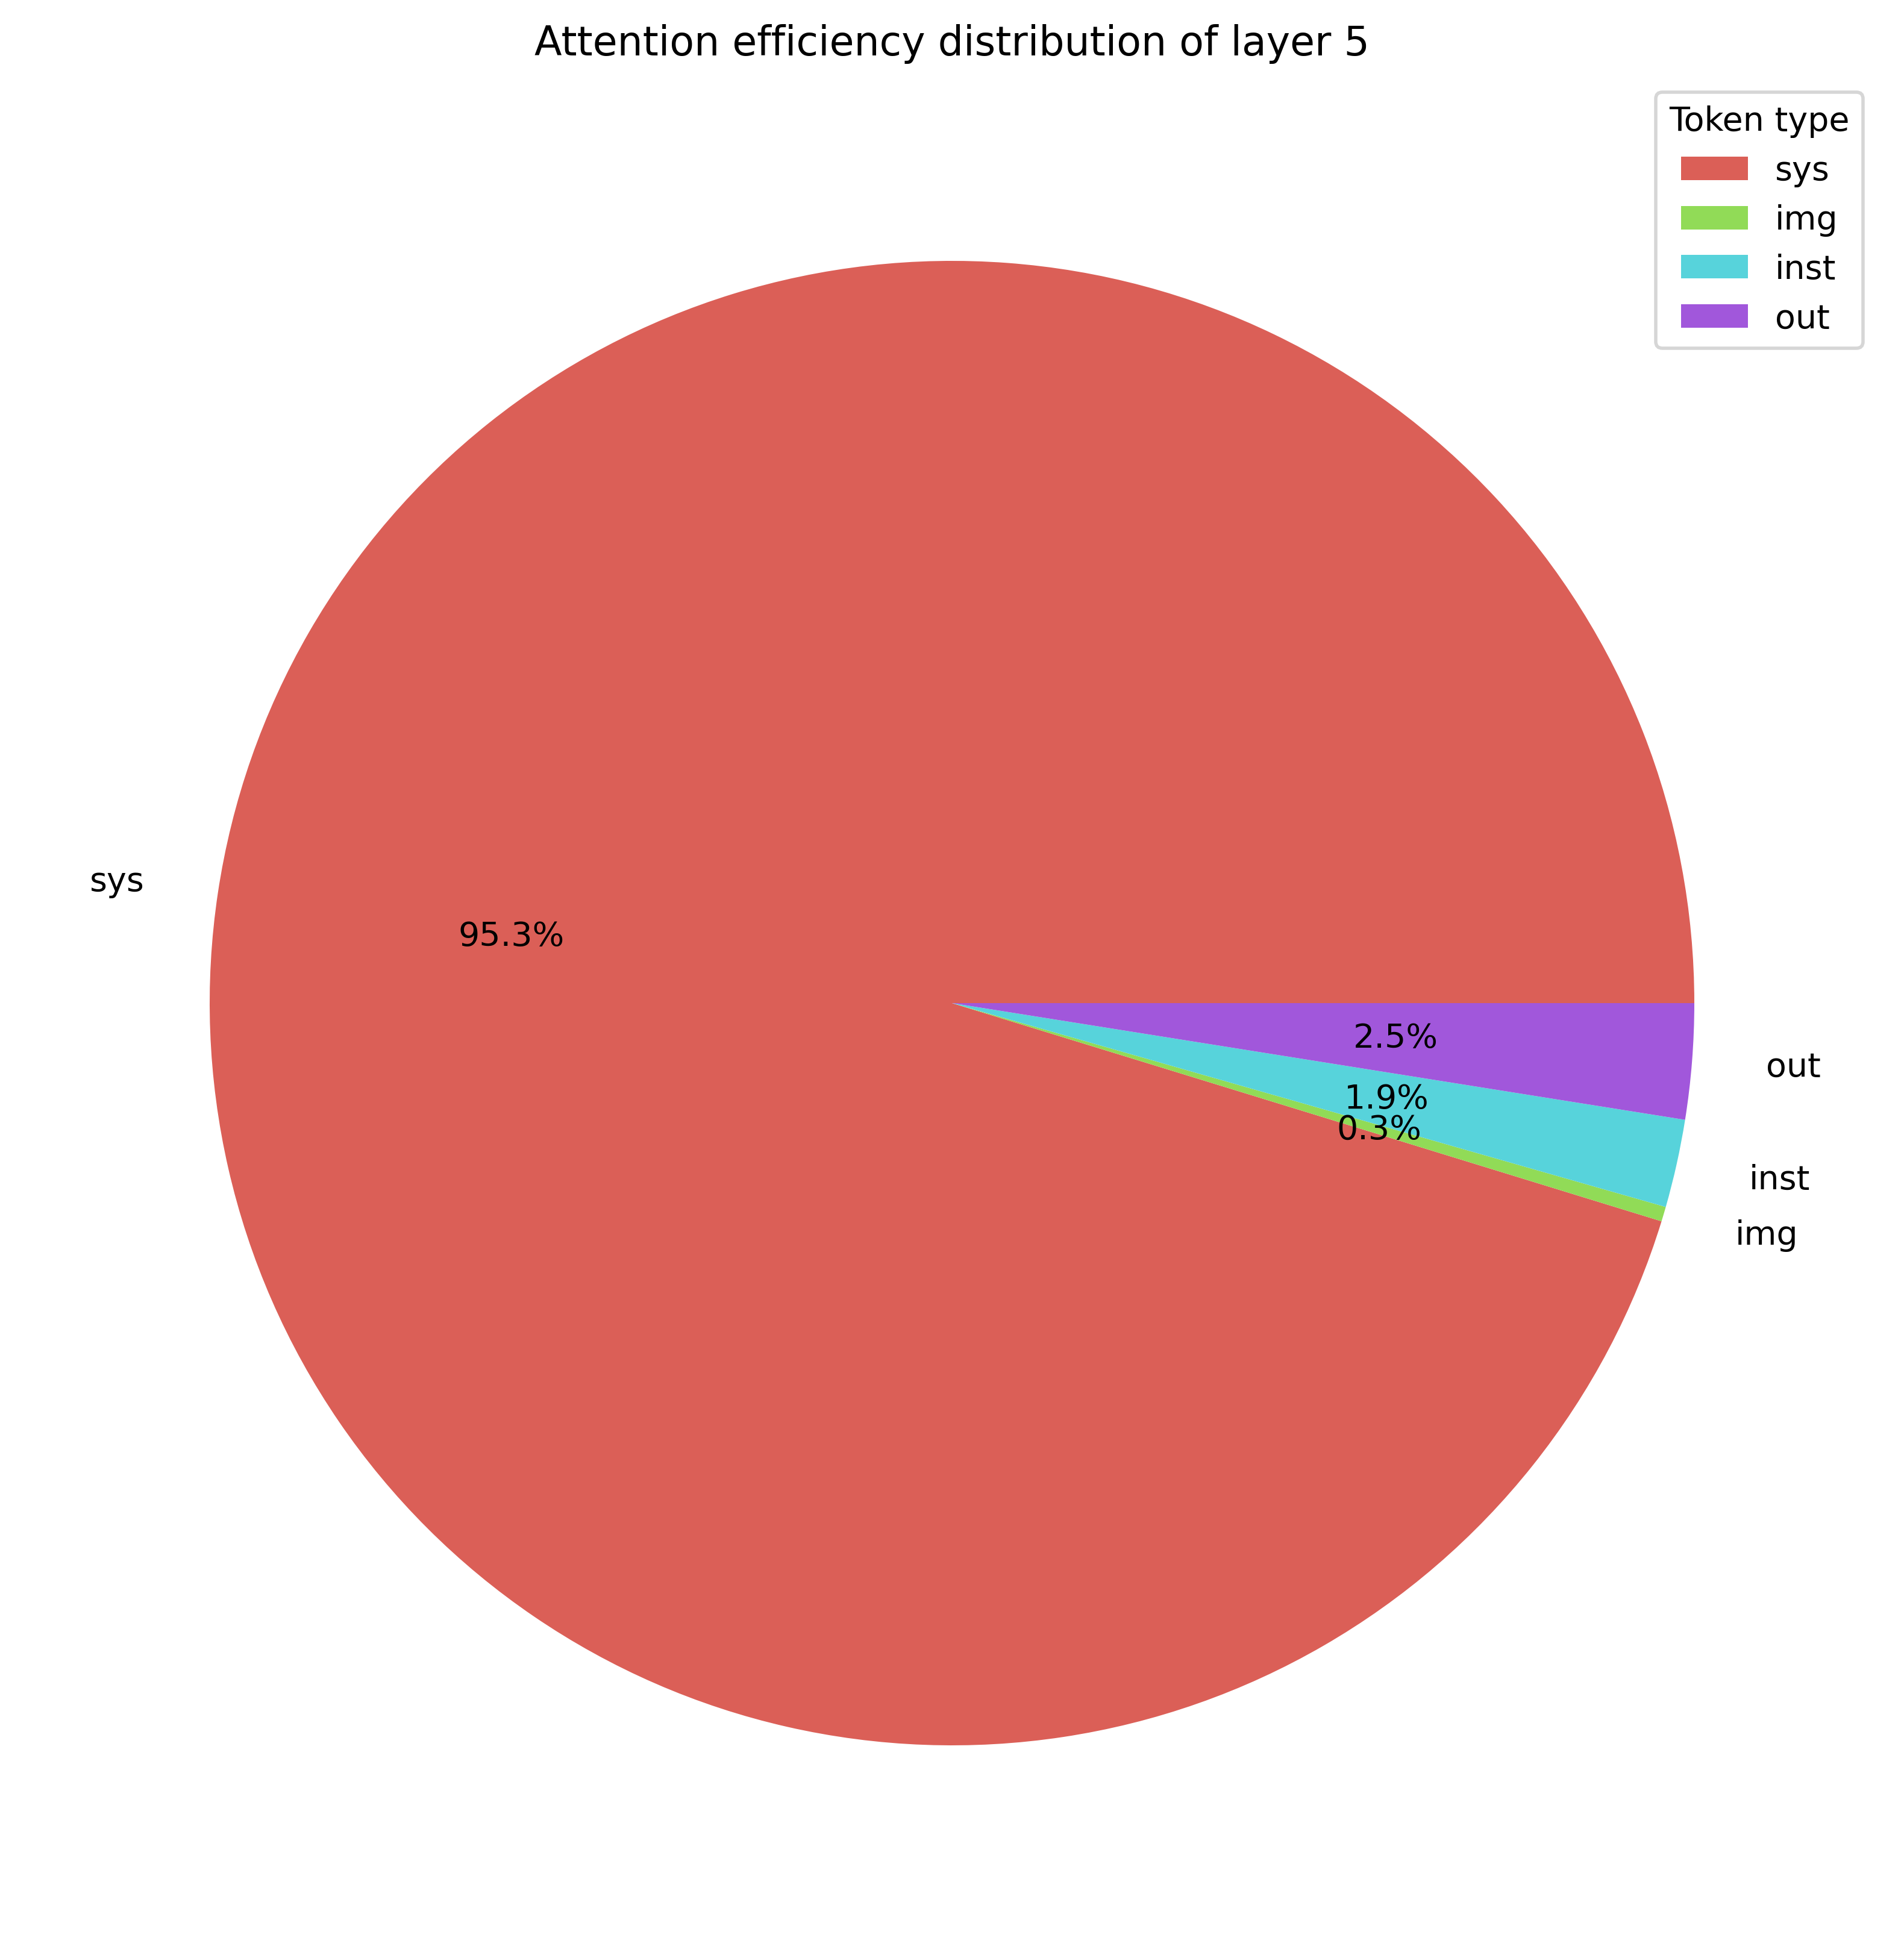 Attention efficiency distribution of layer 5
Token type
sys
img
inst
out
sys
95.3%
2.5%
out
1.9%
0.3%
inst
img